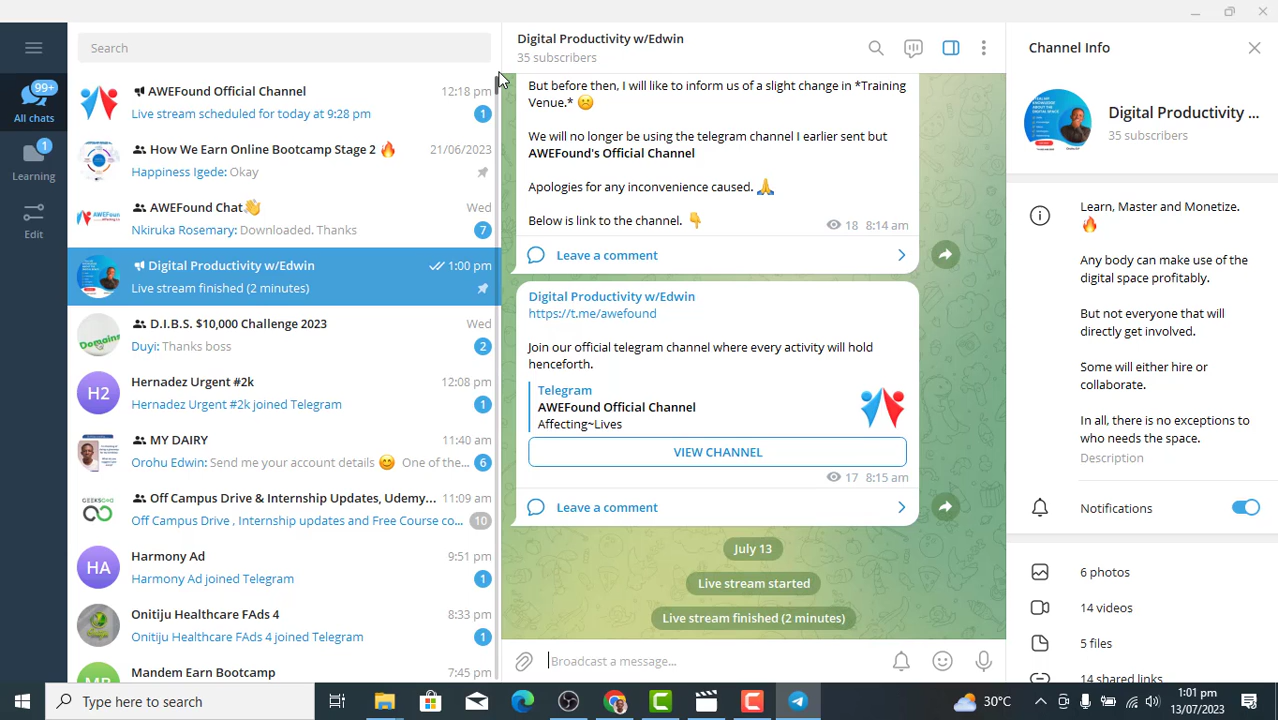 99+
All chats
1
Learning
Edit
Search
AWEFound Official Channel 12:18 pm
Live stream scheduled for today at 9:28 pm 1
How We Earn Online Bootcamp Stage 2 🔥 21/06/2023
Happiness Igede: Okay
AWEFound Chat👋 Wed
Nkiruka Rosemary: Downloaded. Thanks 7
Digital Productivity w/Edwin 1:00 pm
Live stream finished (2 minutes)
D.I.B.S. $10,000 Challenge 2023 Wed
Duyi: Thanks boss 2
H2
Hernadez Urgent #2k 12:08 pm
Hernadez Urgent #2k joined Telegram 1
MY DAIRY 11:40 am
Orohu Edwin: Send me your account details 😊 One of the... 6
Off Campus Drive & Internship Updates, Udemy... 11:09 am
Off Campus Drive , Internship updates and Free Course co... 10
HA
Harmony Ad 9:51 pm
Harmony Ad joined Telegram 1
Onitiju Healthcare FAds 4 8:33 pm
Onitiju Healthcare FAds 4 joined Telegram 1
Mandem Earn Bootcamp 7:45 pm
Digital Productivity w/Edwin
35 subscribers
But before then, I will like to inform us of a slight change in *Training
Venue.* ☹️
We will no longer be using the telegram channel I earlier sent but
AWEFound's Official Channel
Apologies for any inconvenience caused. 🙏
Below is link to the channel. 👇
18 8:14 am
Leave a comment
Digital Productivity w/Edwin
https://t.me/awefound
Join our official telegram channel where every activity will hold
henceforth.
Telegram
AWEFound Official Channel
Affecting~Lives
VIEW CHANNEL
17 8:15 am
Leave a comment
July 13
Live stream started
Live stream finished (2 minutes)
Broadcast a message...
Channel Info
Digital Productivity ...
35 subscribers
Learn, Master and Monetize.
🔥
Any body can make use of the
digital space profitably.
But not everyone that will
directly get involved.
Some will either hire or
collaborate.
In all, there is no exceptions to
who needs the space.
Description
Notifications
6 photos
14 videos
5 files
14 shared links
Type here to search
30°C
1:01 pm
13/07/2023